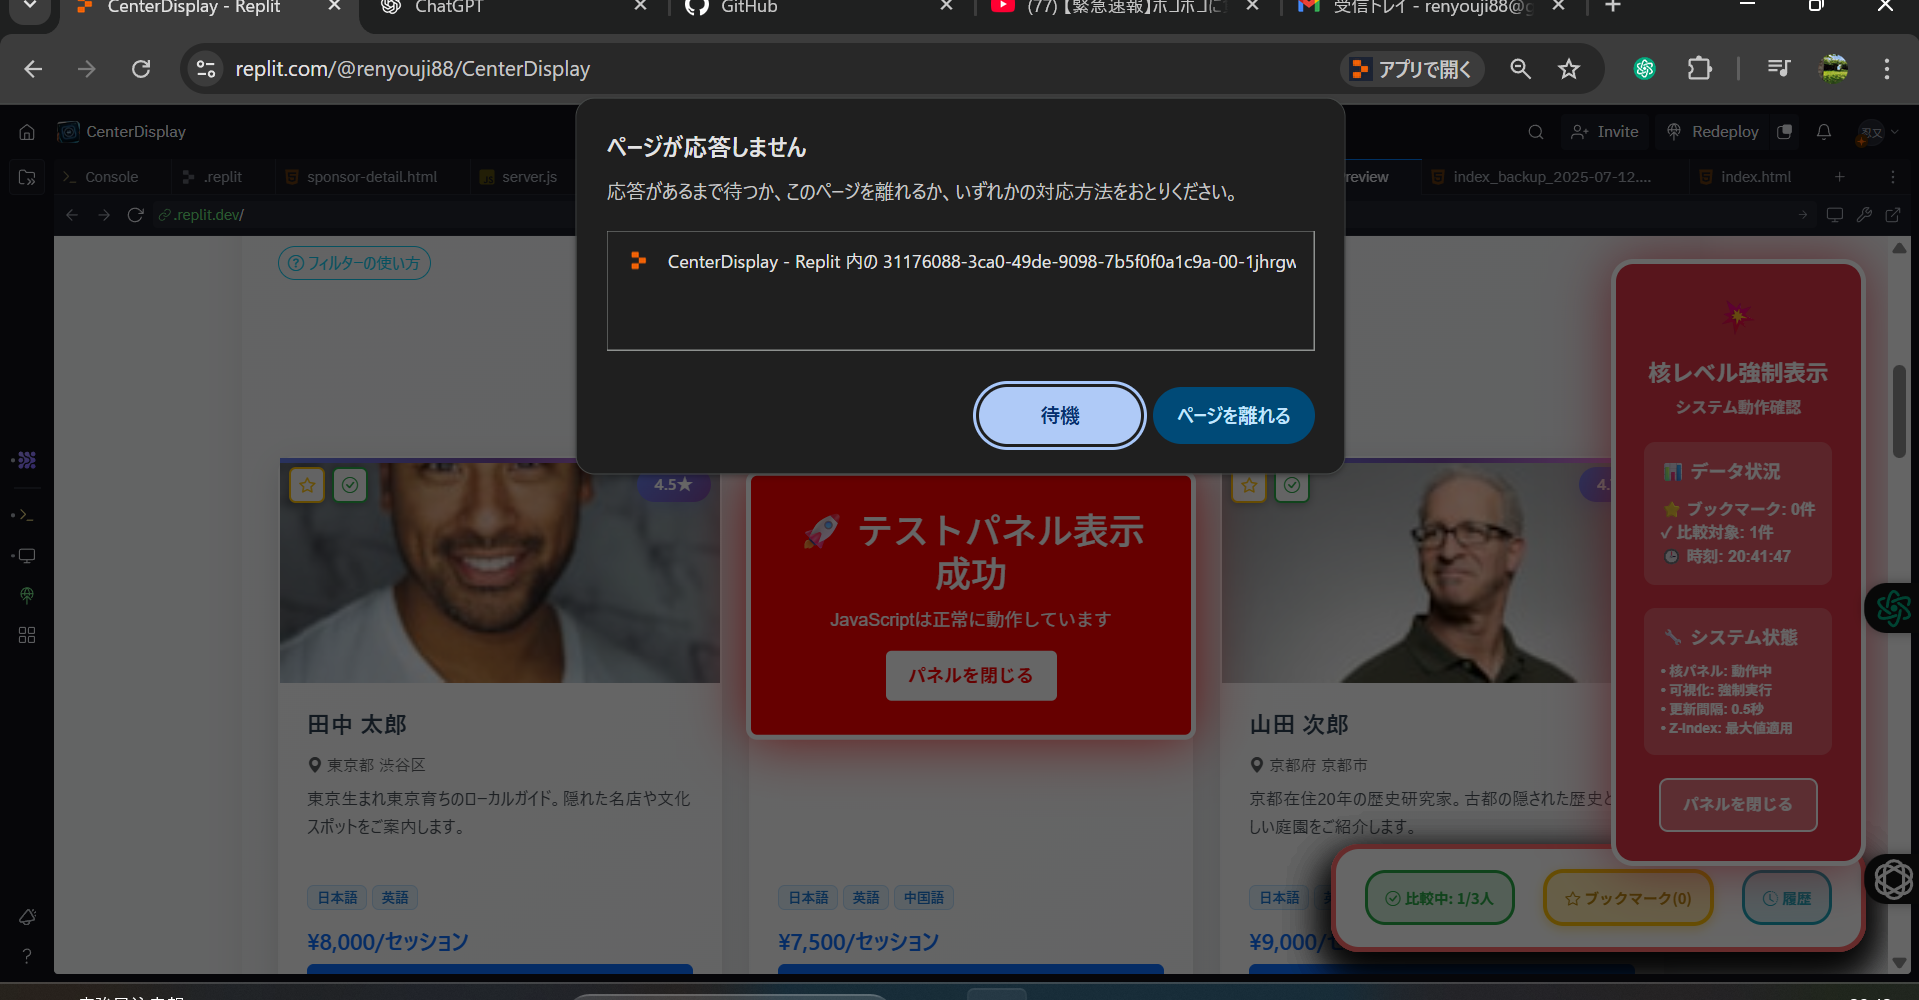 CenterDisplay - Replit
ChatGPT
GitHub
(77)【緊急速報】ボコボコに
受信トレイ - renyouji88@g
replit.com/@renyouji88/CenterDisplay
アプリで開く
CenterDisplay
Invite
Redeploy
Console
.replit
sponsor-detail.html
server.js
review
index_backup_2025-07-12....
index.html
.replit.dev/
ページが応答しません
応答があるまで待つか、このページを離れるか、いずれかの対応方法をおとりください。
CenterDisplay - Replit 内の 31176088-3ca0-49de-9098-7b5f0f0a1c9a-00-1jhrgw
待機
ページを離れる
フィルターの使い方
4.5★
🚀 テストパネル表示
成功
JavaScriptは正常に動作しています
パネルを閉じる
4.
田中 太郎
東京都 渋谷区
東京生まれ東京育ちのローカルガイド。隠れた名店や文化
スポットをご案内します。
日本語
英語
¥8,000/セッション
日本語
英語
中国語
¥7,500/セッション
山田 次郎
京都府 京都市
京都在住20年の歴史研究家。古都の隠された歴史と
しい庭園をご紹介します。
日本語
¥9,000/
核レベル強制表示
システム動作確認
📊 データ状況
⭐ ブックマーク: 0件
✓ 比較対象: 1件
🕒 時刻: 20:41:47
🔧 システム状態
• 核パネル: 動作中
• 可視化: 強制実行
• 更新間隔: 0.5秒
• Z-Index: 最大値適用
パネルを閉じる
比較中: 1/3人
ブックマーク(0)
履歴